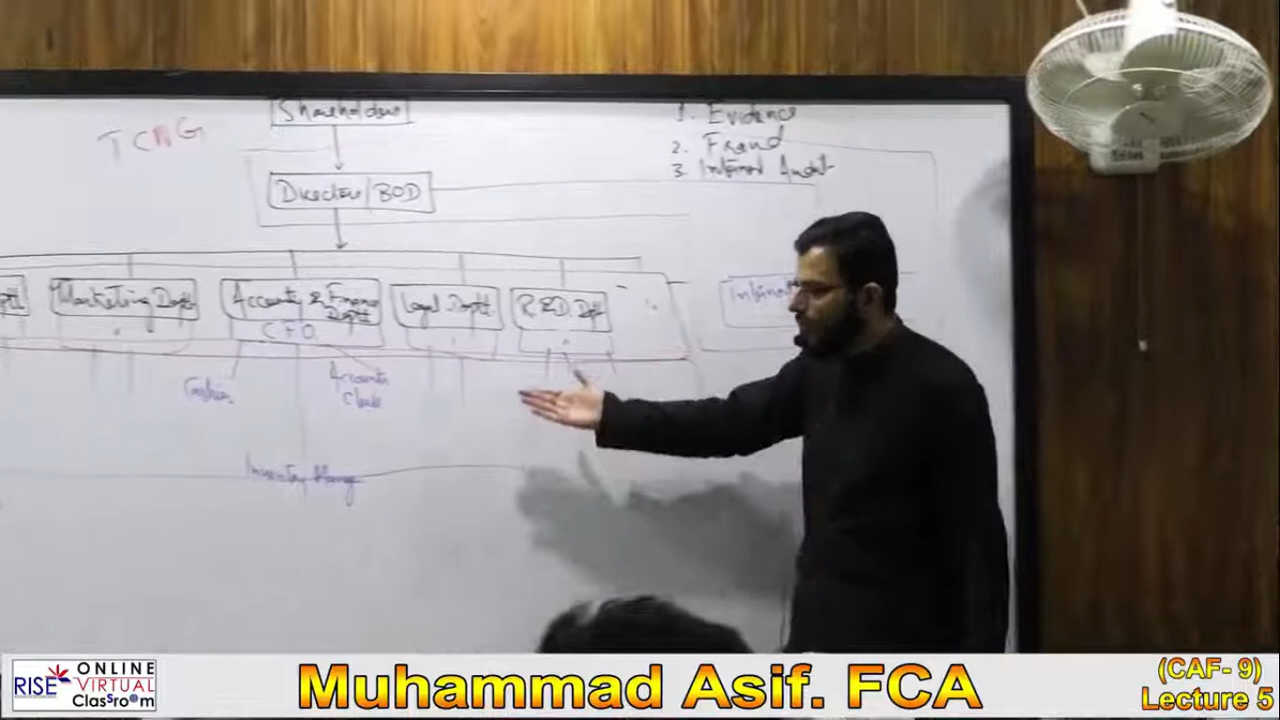 Shareholders
TCWG
1. Evidence
2. Fraud
3. Internal Audit
Director/BOD
Marketing Deptt
Accounts & Finance Deptt
CFO
Legal Deptt
R&D. Deptt
Cashier
Accounts Clerk
Inventory Mange
RISE ONLINE VIRTUAL Classroom
Muhammad Asif. FCA
(CAF- 9)
Lecture 5